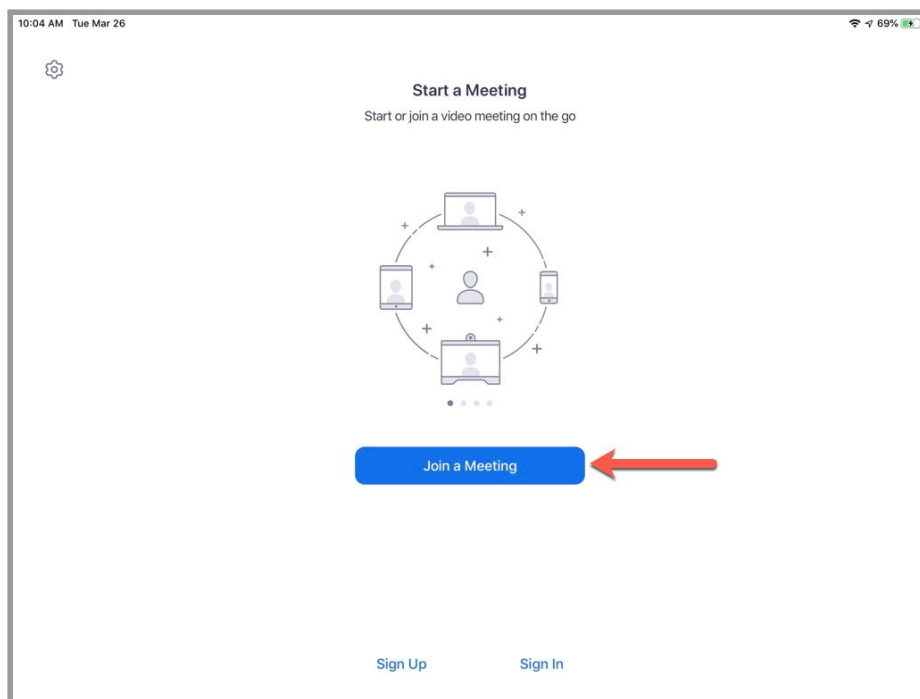 10:04 AM Tue Mar 26 69%
Start a Meeting
Start or join a video meeting on the go
Join a Meeting
Sign Up Sign In